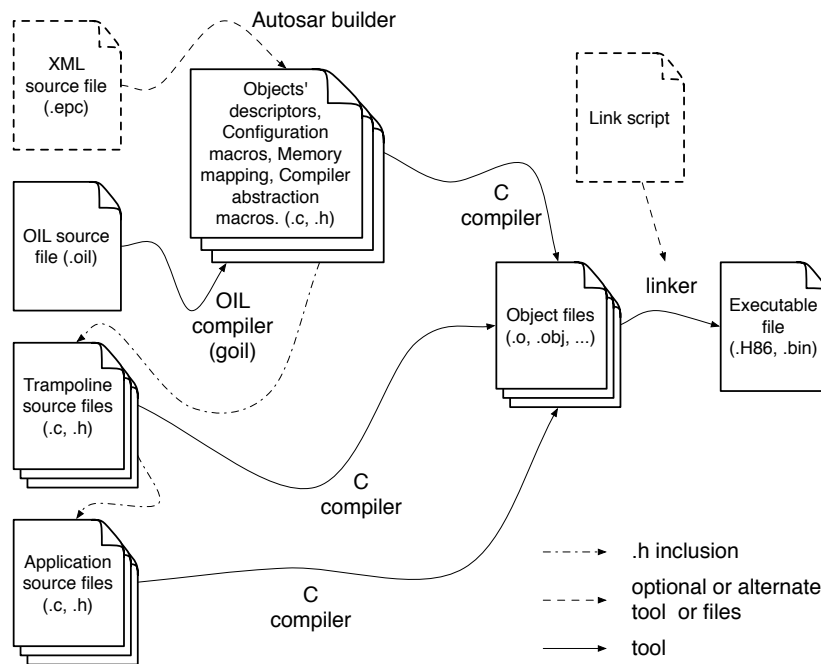 Autosar builder
XML
source file
(.epc)
Objects'
descriptors,
Configuration
macros, Memory
mapping, Compiler
abstraction
macros. (.c, .h)
Link script
C
compiler
OIL source
file (.oil)
OIL
compiler
(goil)
Object files
(.o, .obj, ...)
linker
Executable
file
(.H86, .bin)
Trampoline
source files
(.c, .h)
C
compiler
Application
source files
(.c, .h)
C
compiler
.h inclusion
optional or alternate
tool or files
tool